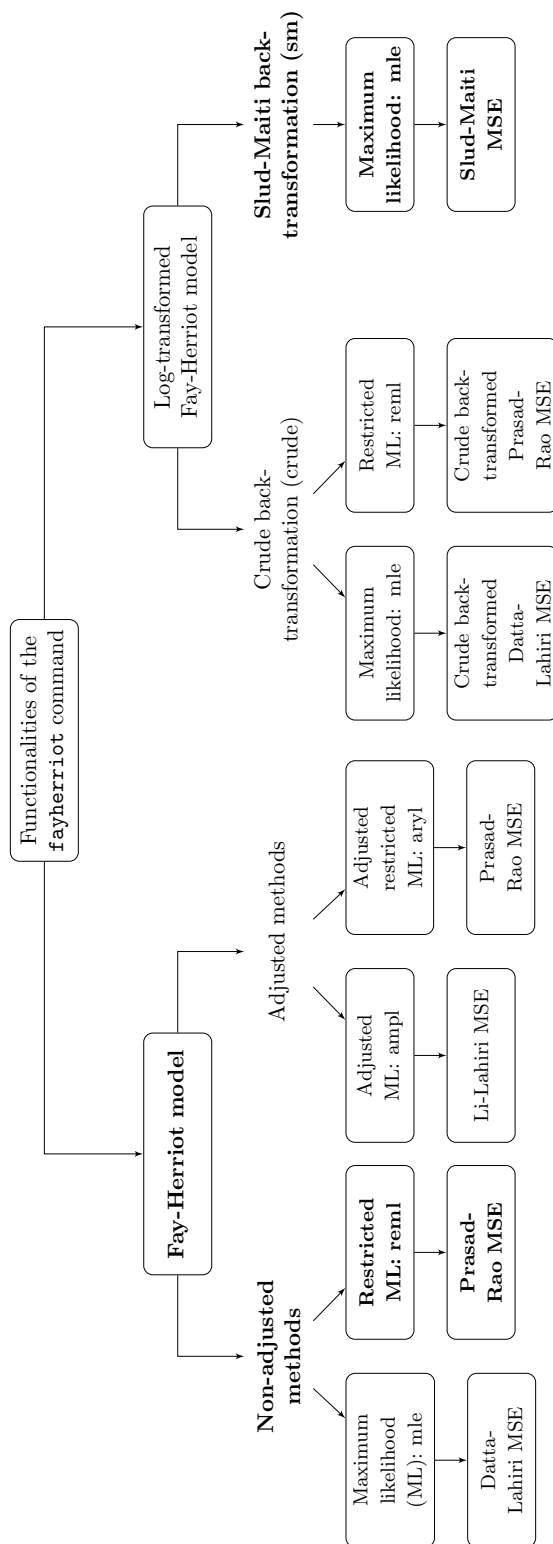 Functionalities of the
fayherriot command
Fay-Herriot model
Log-transformed
Fay-Herriot model
Non-adjusted
methods
Adjusted methods
Crude back-
transformation (crude)
Slud-Maiti back-
transformation (sm)
Maximum
likelihood
(ML): mle
Restricted
ML: reml
Adjusted
ML: ampl
Adjusted
restricted
ML: aryl
Maximum
likelihood: mle
Restricted
ML: reml
Maximum
likelihood: mle
Datta-
Lahiri MSE
Prasad-
Rao MSE
Li-Lahiri MSE
Prasad-
Rao MSE
Crude back-
transformed
Datta-
Lahiri MSE
Crude back-
transformed
Prasad-
Rao MSE
Slud-Maiti
MSE